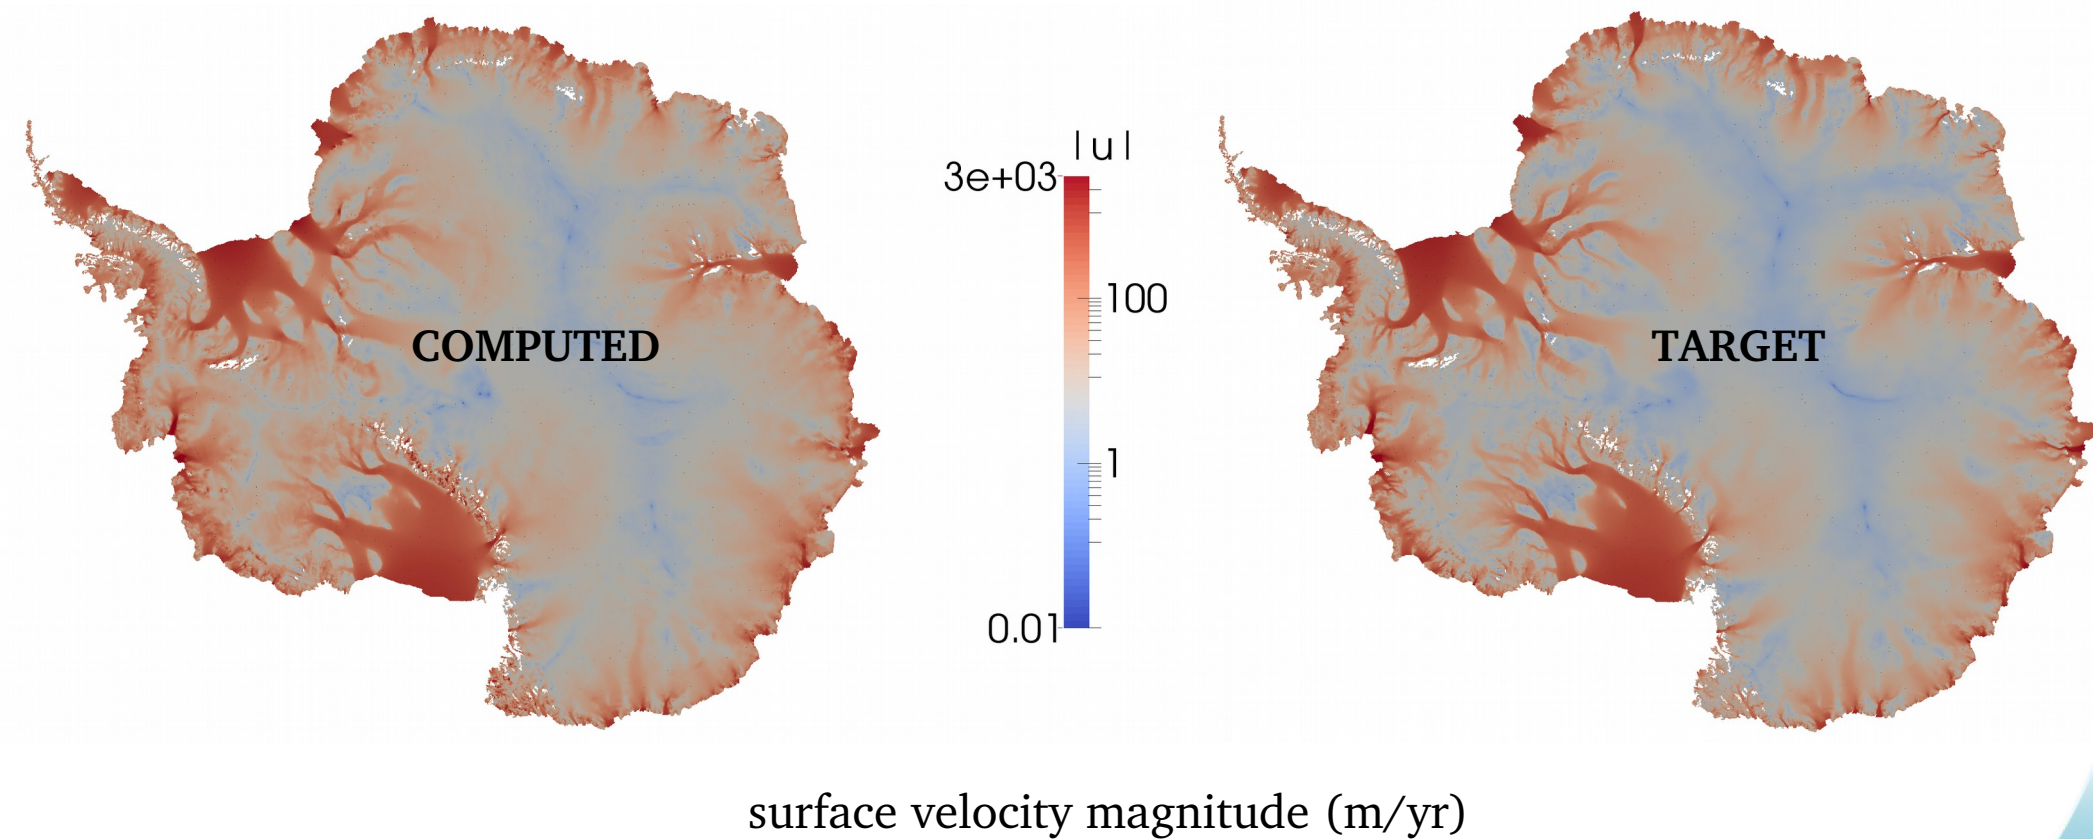 |u|
3e+03
100
COMPUTED
TARGET
1
0.01
surface velocity magnitude (m/yr)